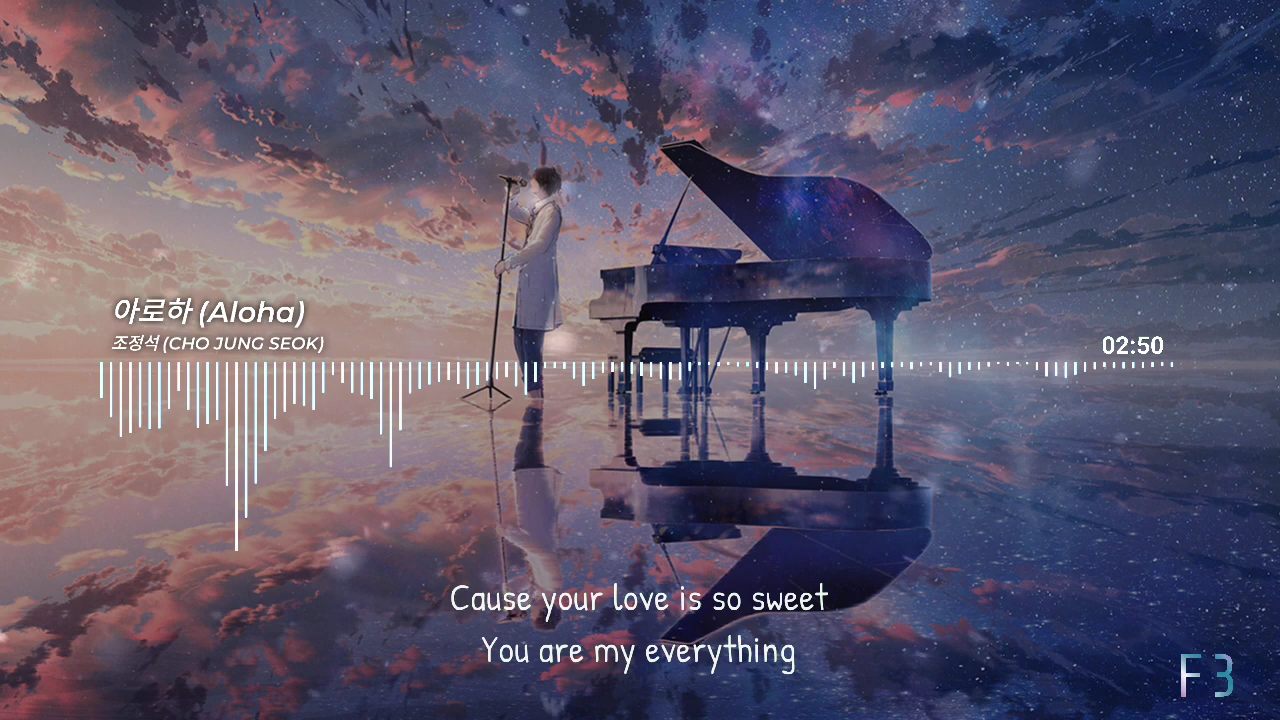 아로하 (Aloha)
조정석 (CHO JUNG SEOK)
02:50
Cause your love is so sweet
You are my everything
F3